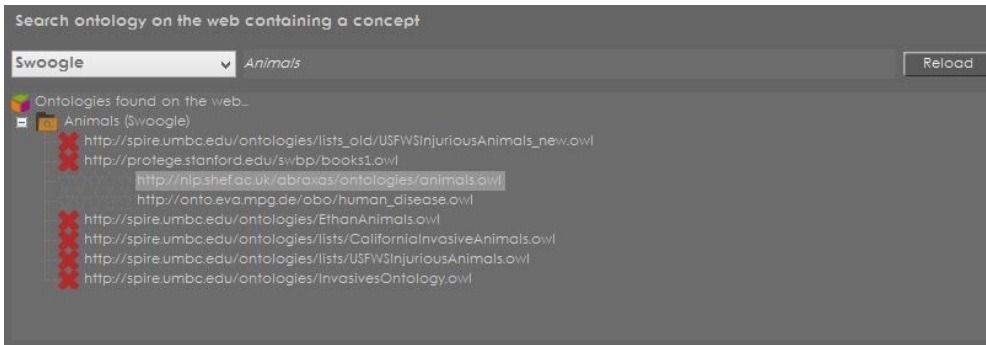 Search ontology on the web containing a concept
Swoogle Animals Reload
Ontologies found on the web...
Animals (Swoogle)
http://spire.umbc.edu/ontologies/lists_old/USFWSInjuriousAnimals_new.owl
http://protege.stanford.edu/swbp/books1.owl
http://nlp.shef.ac.uk/abraxas/ontologies/animals.owl
http://onto.eva.mpg.de/obo/human_disease.owl
http://spire.umbc.edu/ontologies/EthanAnimals.owl
http://spire.umbc.edu/ontologies/lists/CaliforniaInvasiveAnimals.owl
http://spire.umbc.edu/ontologies/lists/USFWSInjuriousAnimals.owl
http://spire.umbc.edu/ontologies/InvasivesOntology.owl